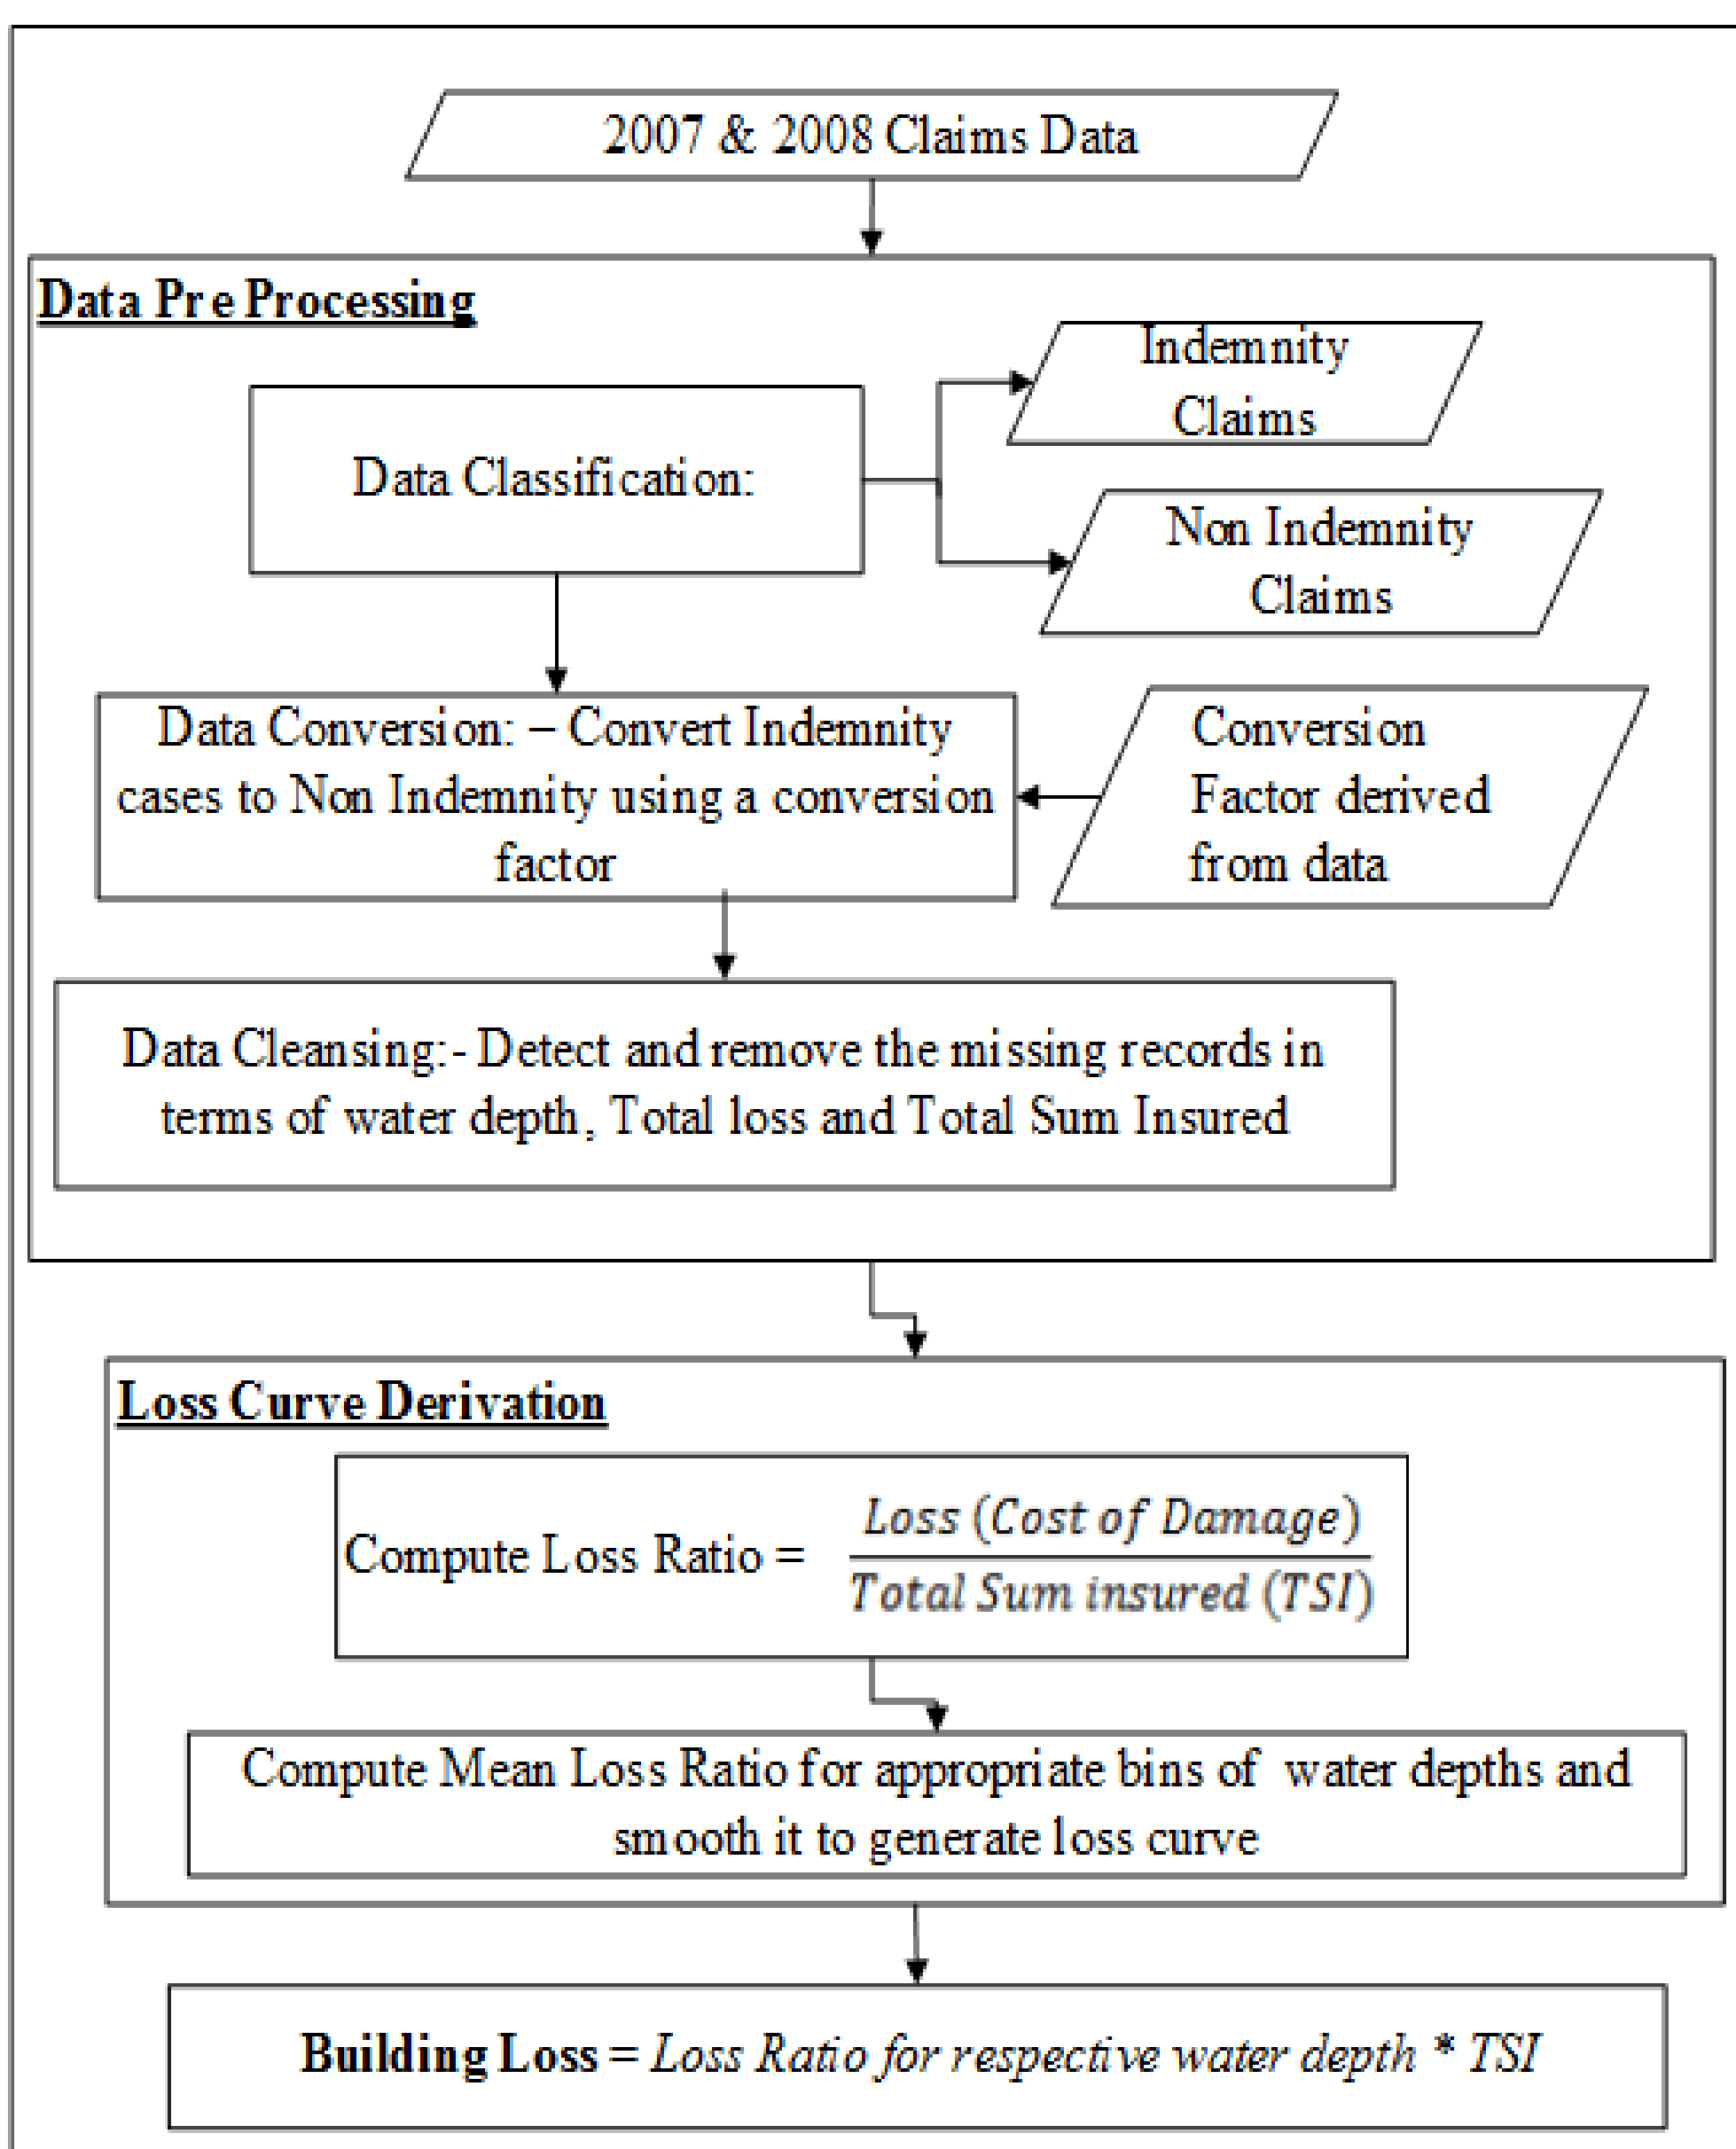 2007 & 2008 Claims Data
Data Pre Processing
Indemnity
Claims
Data Classification:
Non Indemnity
Claims
Data Conversion: – Convert Indemnity
cases to Non Indemnity using a conversion
factor
Conversion
Factor derived
from data
Data Cleansing:- Detect and remove the missing records in
terms of water depth, Total loss and Total Sum Insured
Loss Curve Derivation
Compute Loss Ratio =
Loss (Cost of Damage)
Total Sum insured (TSI)
Compute Mean Loss Ratio for appropriate bins of water depths and
smooth it to generate loss curve
Building Loss = Loss Ratio for respective water depth * TSI